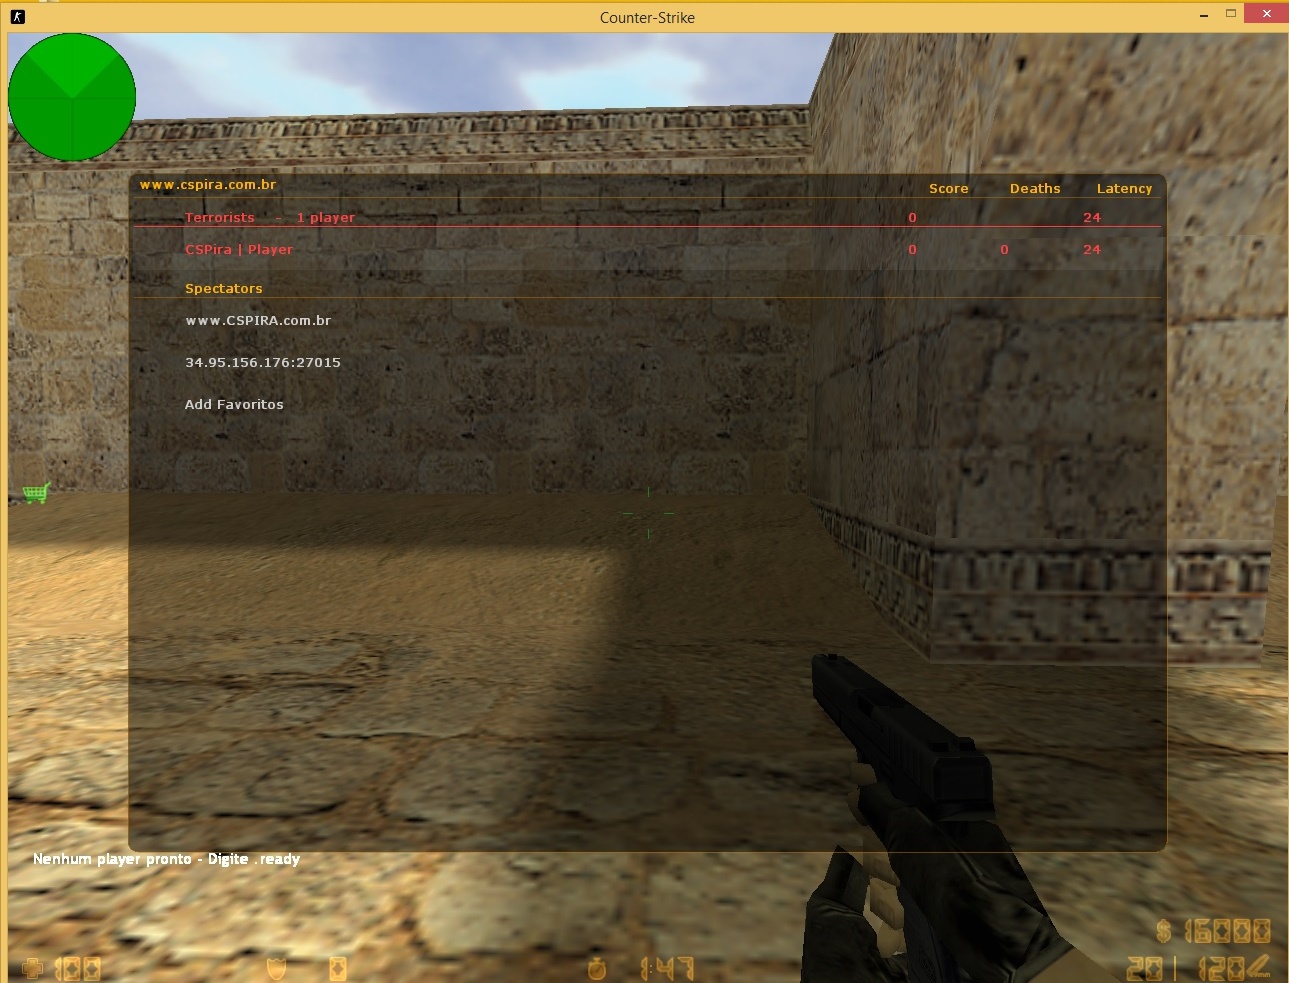 Counter-Strike
www.cspira.com.br Score Deaths Latency
Terrorists - 1 player 0 24
CSPira | Player 0 0 24
Spectators
www.CSPIRA.com.br
34.95.156.176:27015
Add Favoritos
Nenhum player pronto - Digite .ready
$ 16000
100 0 1:47 20 | 120